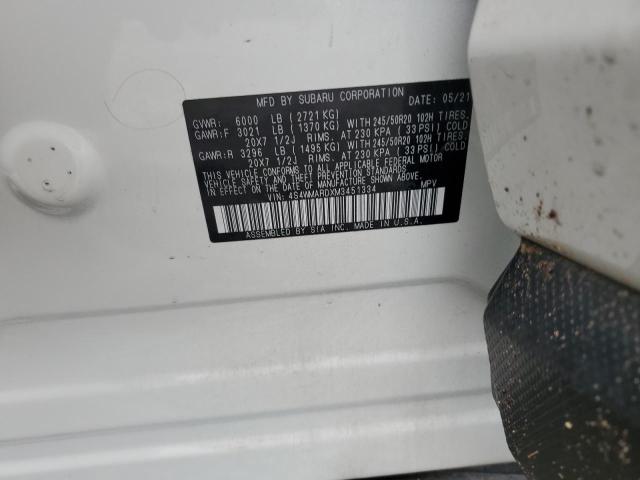 MFD BY SUBARU CORPORATION DATE: 05/21
GVWR: 6000 LB ( 2721 KG)
GAWR:F 3021 LB ( 1370 KG) WITH 245/50R20 102H TIRES.
20X7 1/2J RIMS. AT 230 KPA ( 33 PSI) COLD
GAWR:R 3296 LB ( 1495 KG) WITH 245/50R20 102H TIRES
20X7 1/2J RIMS. AT 230 KPA ( 33 PSI) COLD.
THIS VEHICLE CONFORMS TO ALL APPLICABLE FEDERAL MOTOR
VEHICLE SAFETY AND THEFT PREVENTION STANDARDS IN
EFFECT ON THE DATE OF MANUFACTURE SHOWN ABOVE.
VIN: 4S4WMARDXM3451334 MPV
ASSEMBLED BY SIA INC. MADE IN U.S.A.